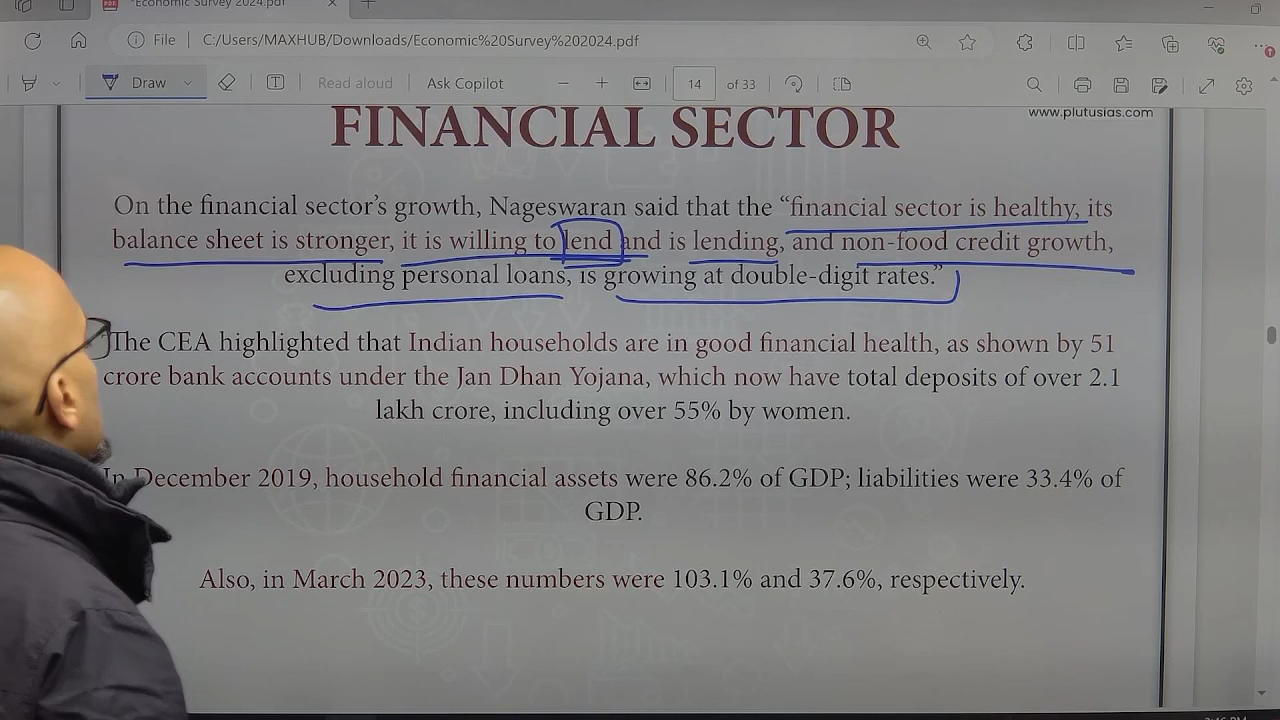 Economic Survey 2024.pdf
File
C:/Users/MAXHUB/Downloads/Economic%20Survey%202024.pdf
Draw
Read aloud
Ask Copilot
14
of 33
www.plutusias.com
FINANCIAL SECTOR
On the financial sector's growth, Nageswaran said that the “financial sector is healthy, its
balance sheet is stronger, it is willing to lend and is lending, and non-food credit growth,
excluding personal loans, is growing at double-digit rates.”
The CEA highlighted that Indian households are in good financial health, as shown by 51
crore bank accounts under the Jan Dhan Yojana, which now have total deposits of over 2.1
lakh crore, including over 55% by women.
In December 2019, household financial assets were 86.2% of GDP; liabilities were 33.4% of
GDP.
Also, in March 2023, these numbers were 103.1% and 37.6%, respectively.